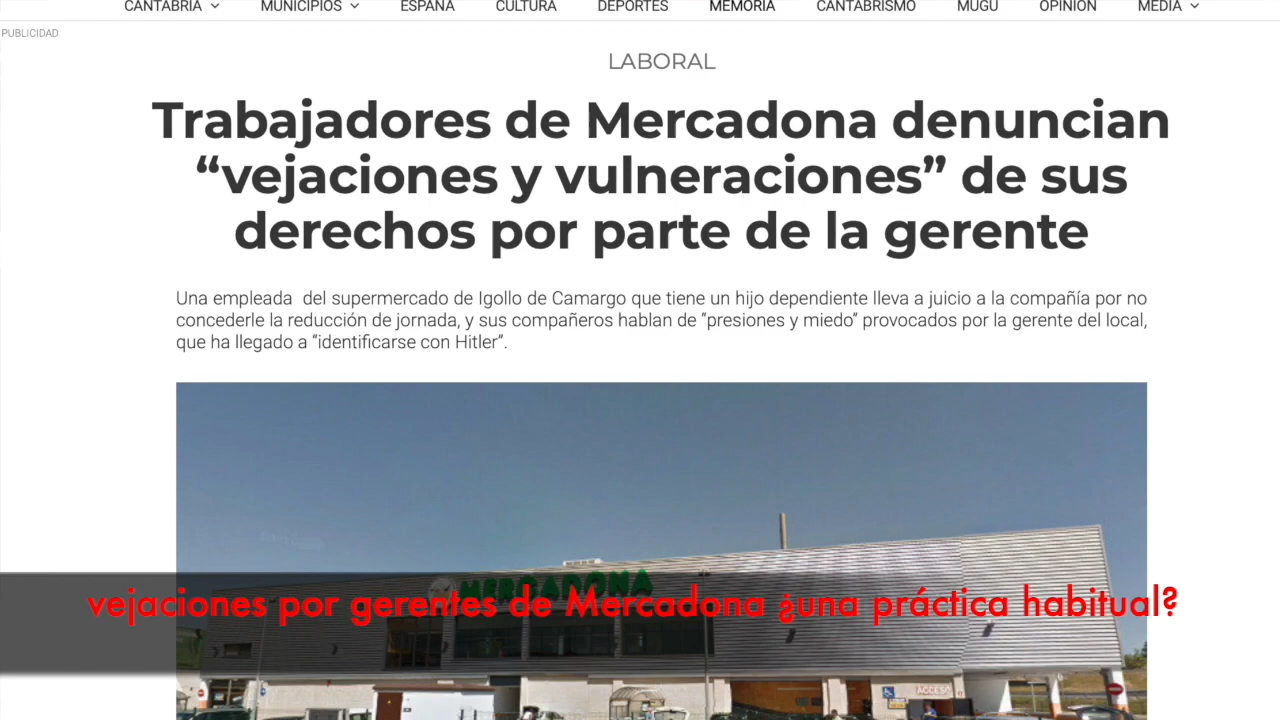 CANTABRIA MUNICIPIOS ESPAÑA CULTURA DEPORTES MEMORIA CANTABRISMO MUGU OPINIÓN MEDIA
PUBLICIDAD
LABORAL
Trabajadores de Mercadona denuncian
“vejaciones y vulneraciones” de sus
derechos por parte de la gerente
Una empleada del supermercado de Igollo de Camargo que tiene un hijo dependiente lleva a juicio a la compañía por no
concederle la reducción de jornada, y sus compañeros hablan de “presiones y miedo” provocados por la gerente del local,
que ha llegado a “identificarse con Hitler”.
MERCADONA
vejaciones por gerentes de Mercadona ¿una práctica habitual?
ACCESO